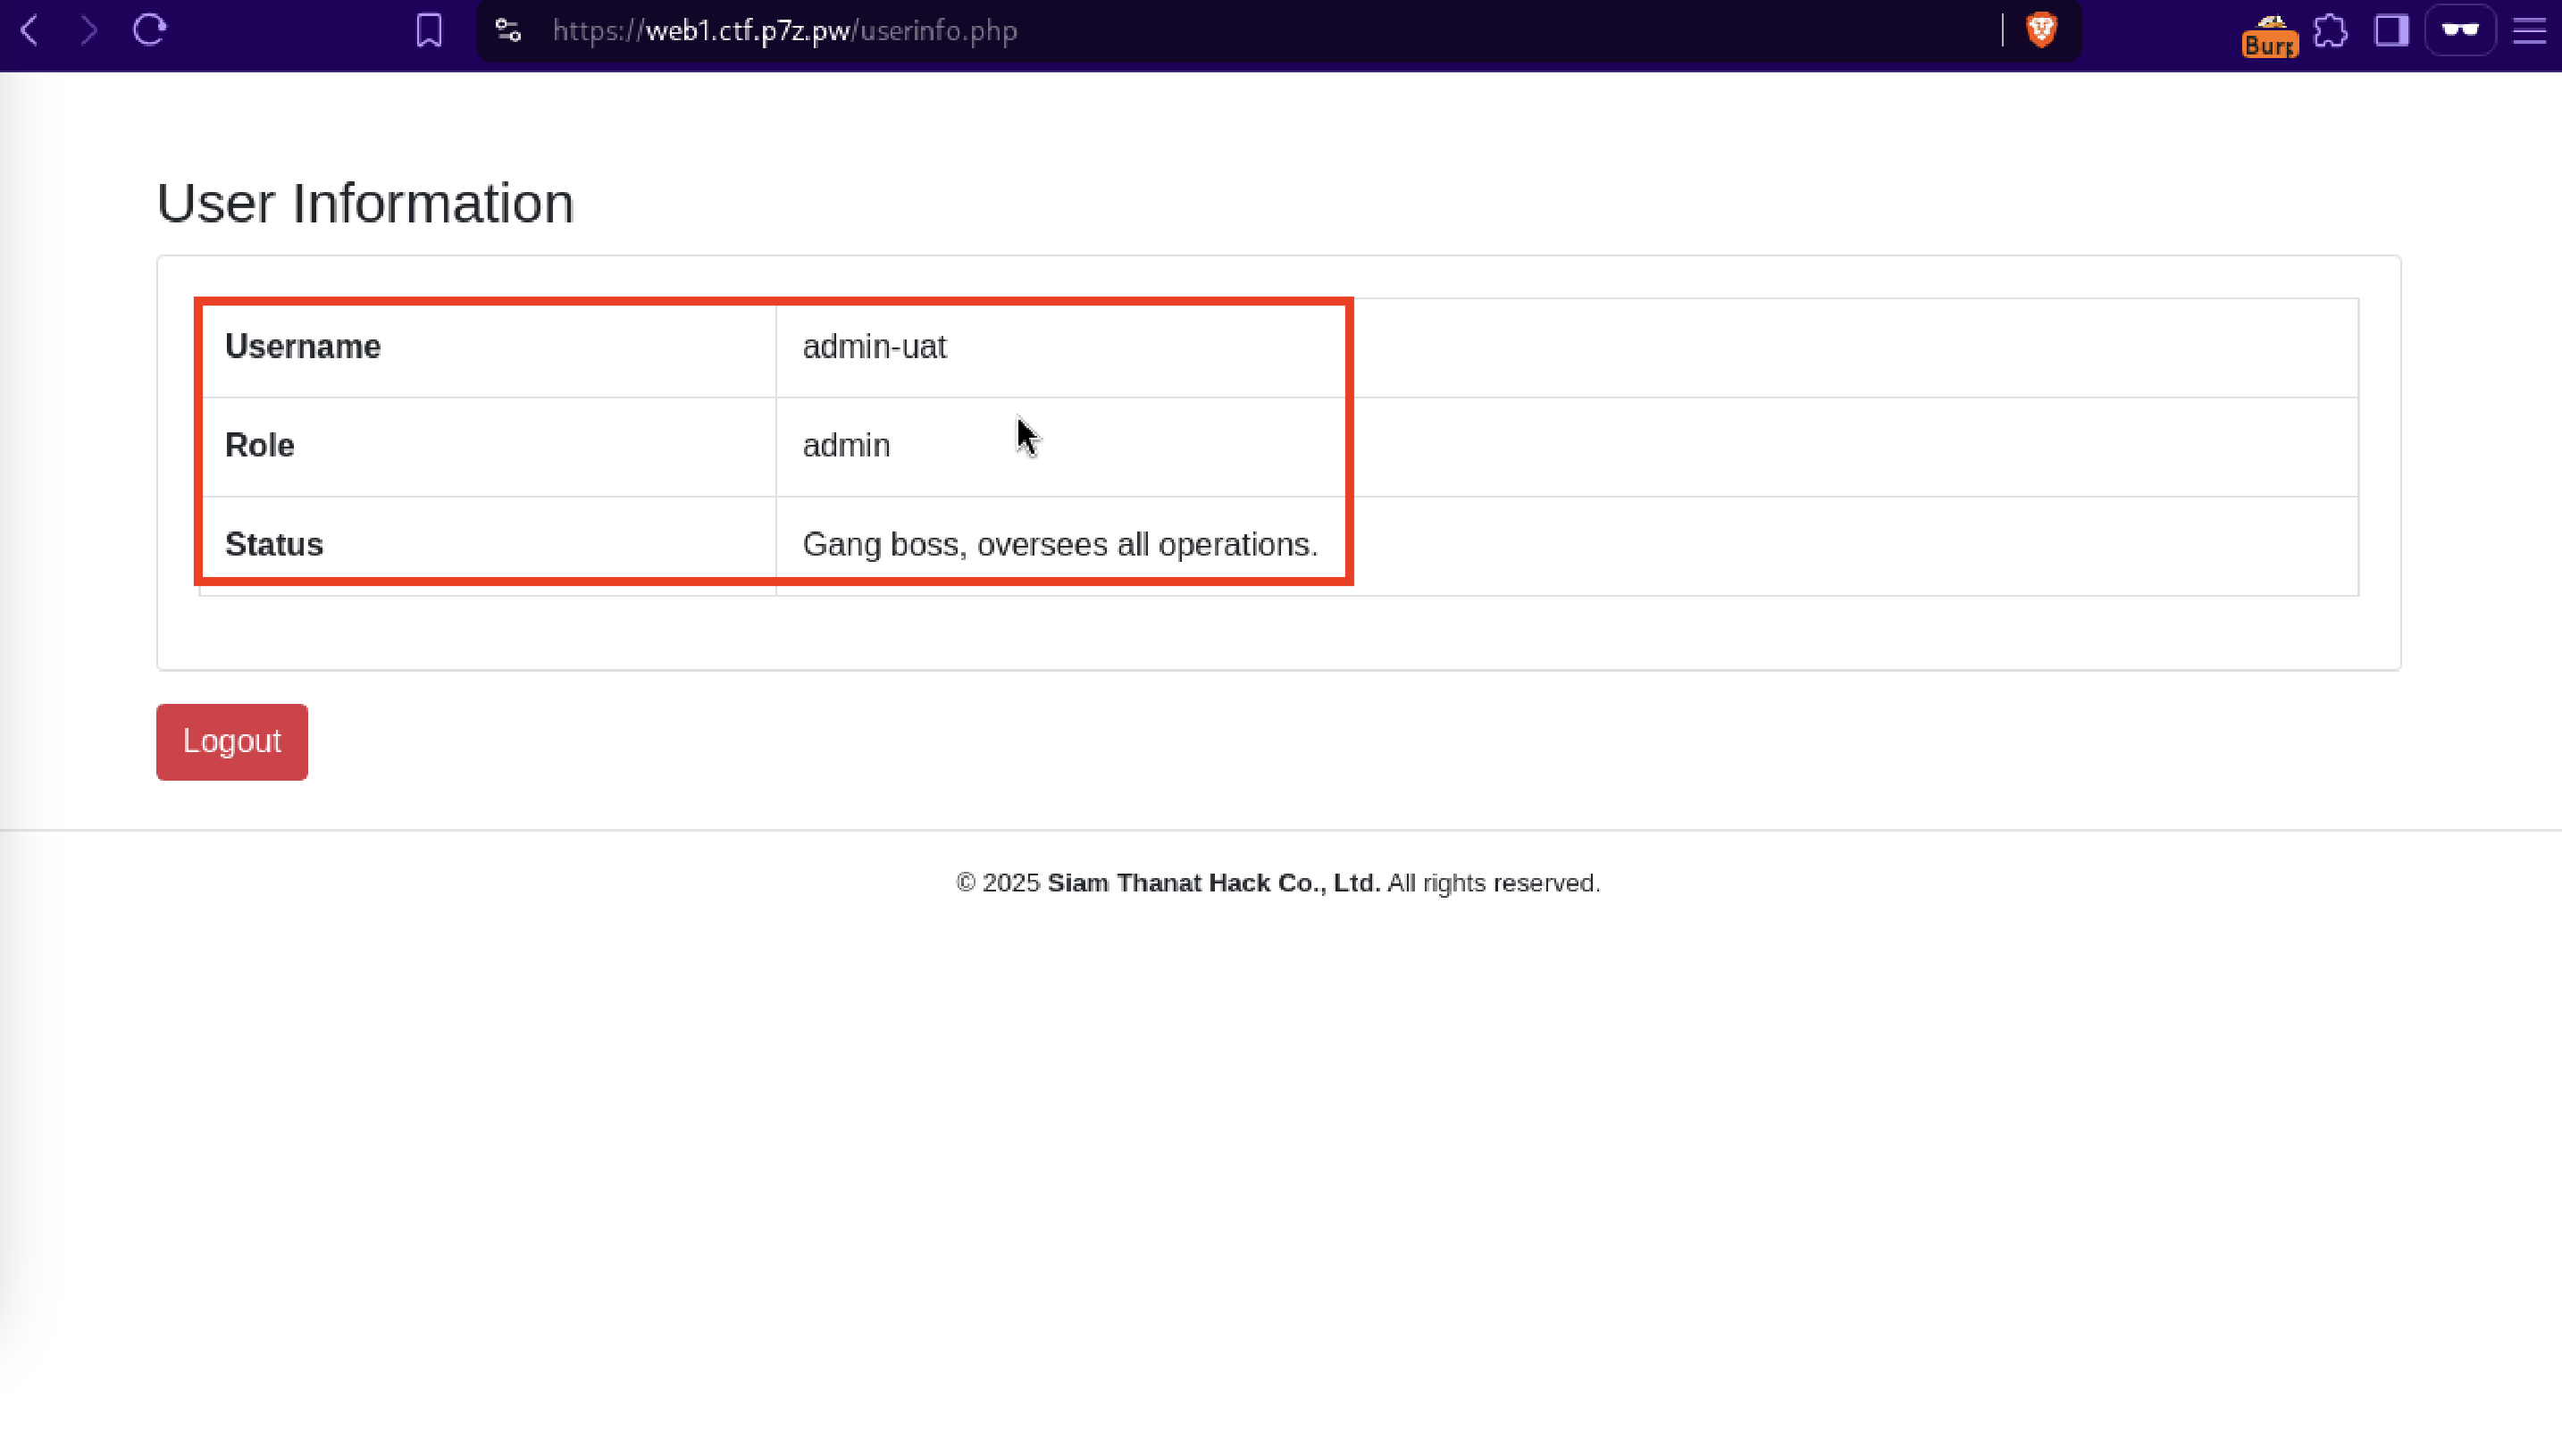 https://web1.ctf.p7z.pw/userinfo.php
Burp
User Information
Username admin-uat
Role admin
Status Gang boss, oversees all operations.
Logout
© 2025 Siam Thanat Hack Co., Ltd. All rights reserved.